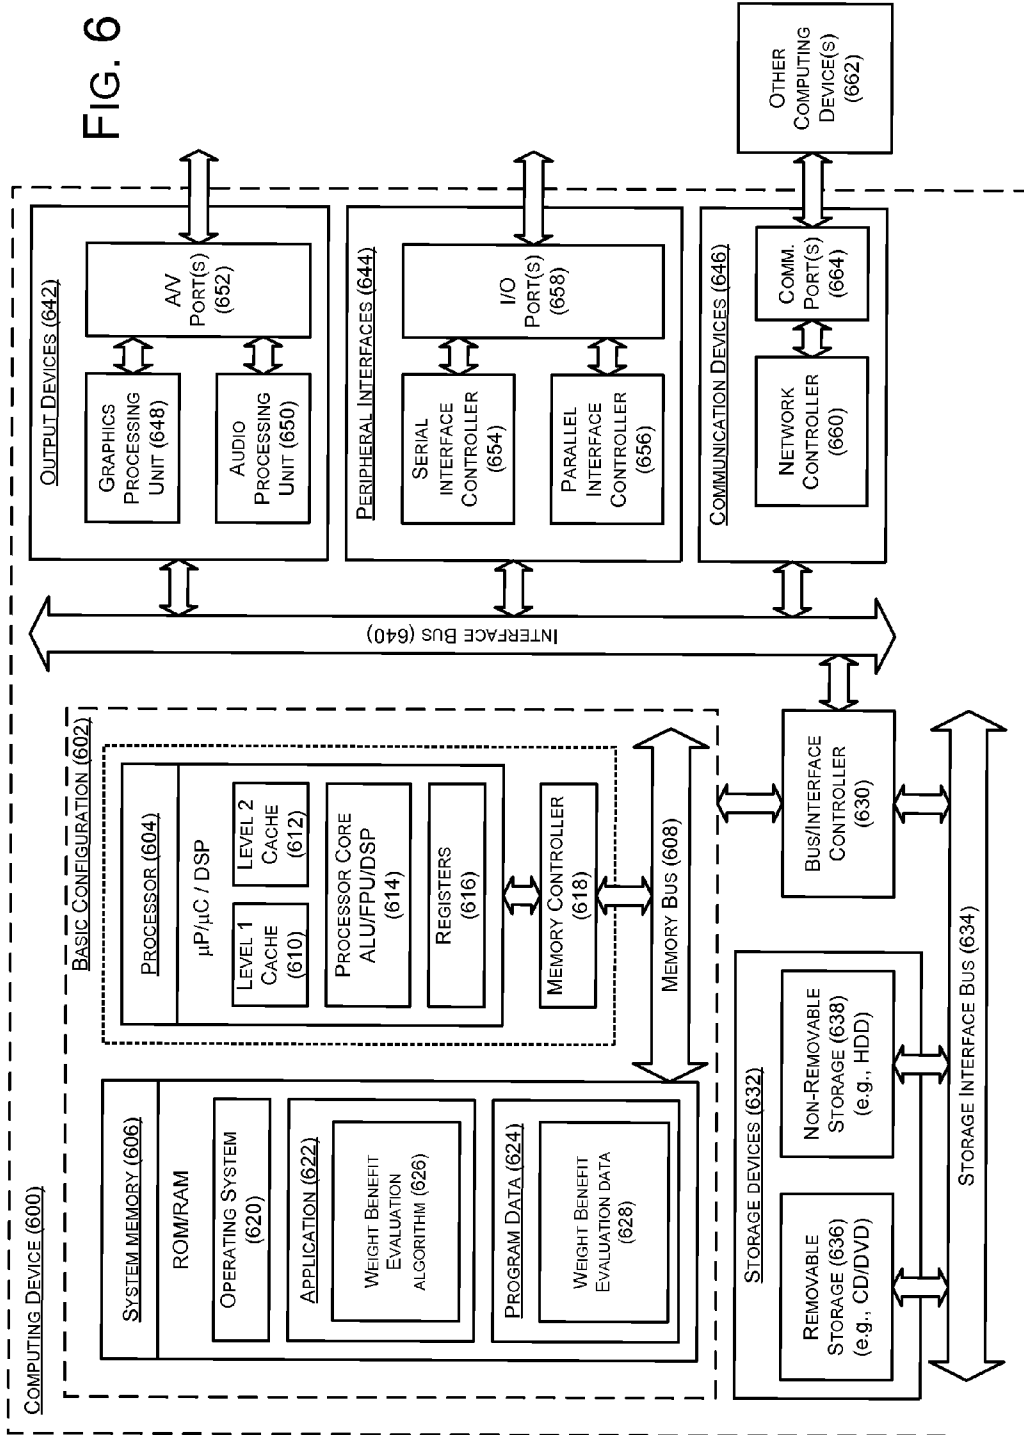 COMPUTING DEVICE (600)
BASIC CONFIGURATION (602)
SYSTEM MEMORY (606)
ROM/RAM
OPERATING SYSTEM
(620)
APPLICATION (622)
WEIGHT BENEFIT
EVALUATION
ALGORITHM (626)
PROGRAM DATA (624)
WEIGHT BENEFIT
EVALUATION DATA
(628)
PROCESSOR (604)
µP/µC / DSP
LEVEL 1
CACHE
(610)
LEVEL 2
CACHE
(612)
PROCESSOR CORE
ALU/FPU/DSP
(614)
REGISTERS
(616)
MEMORY CONTROLLER
(618)
MEMORY BUS (608)
STORAGE DEVICES (632)
REMOVABLE
STORAGE (636)
(e.g., CD/DVD)
NON-REMOVABLE
STORAGE (638)
(e.g., HDD)
STORAGE INTERFACE BUS (634)
BUS/INTERFACE
CONTROLLER
(630)
INTERFACE BUS (640)
OUTPUT DEVICES (642)
GRAPHICS
PROCESSING
UNIT (648)
AUDIO
PROCESSING
UNIT (650)
A/V
PORT(S)
(652)
PERIPHERAL INTERFACES (644)
SERIAL
INTERFACE
CONTROLLER
(654)
PARALLEL
INTERFACE
CONTROLLER
(656)
I/O
PORT(S)
(658)
COMMUNICATION DEVICES (646)
NETWORK
CONTROLLER
(660)
COMM.
PORT(S)
(664)
OTHER
COMPUTING
DEVICE(S)
(662)
FIG. 6